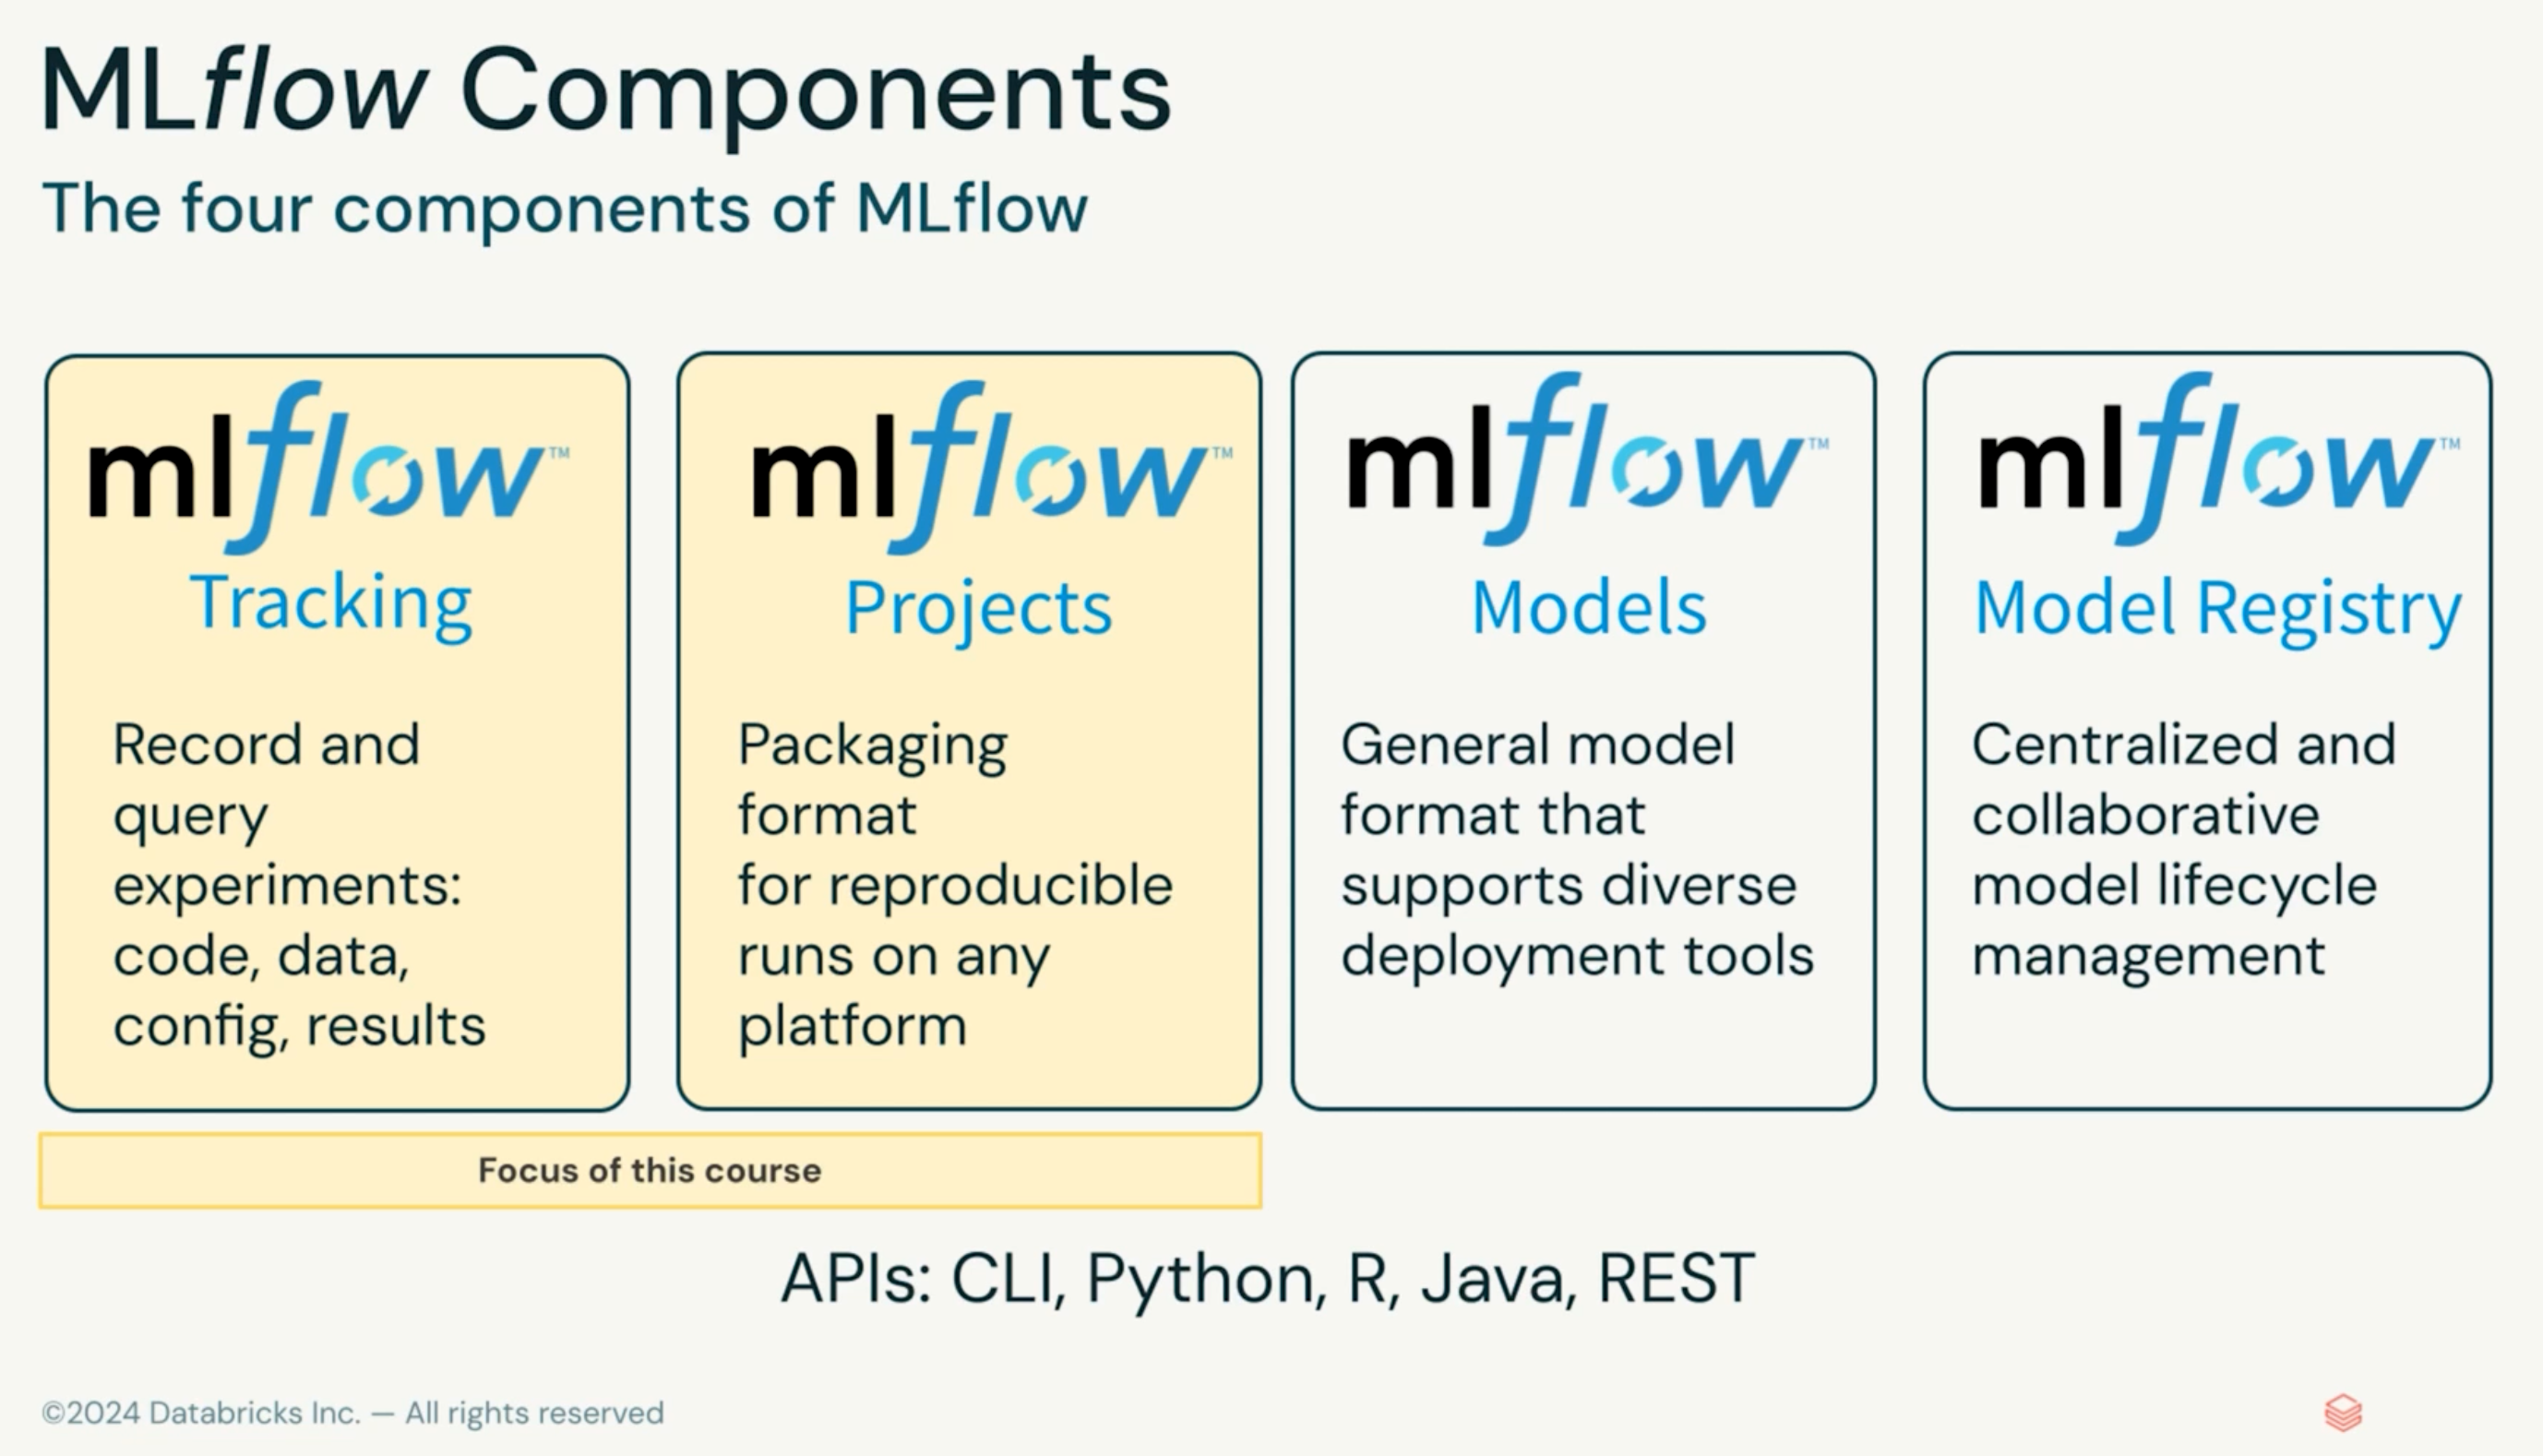 MLflow Components
The four components of MLflow
mlflow™
Tracking
Record and
query
experiments:
code, data,
config, results
mlflow™
Projects
Packaging
format
for reproducible
runs on any
platform
mlflow™
Models
General model
format that
supports diverse
deployment tools
mlflow™
Model Registry
Centralized and
collaborative
model lifecycle
management
Focus of this course
APIs: CLI, Python, R, Java, REST
©2024 Databricks Inc. — All rights reserved